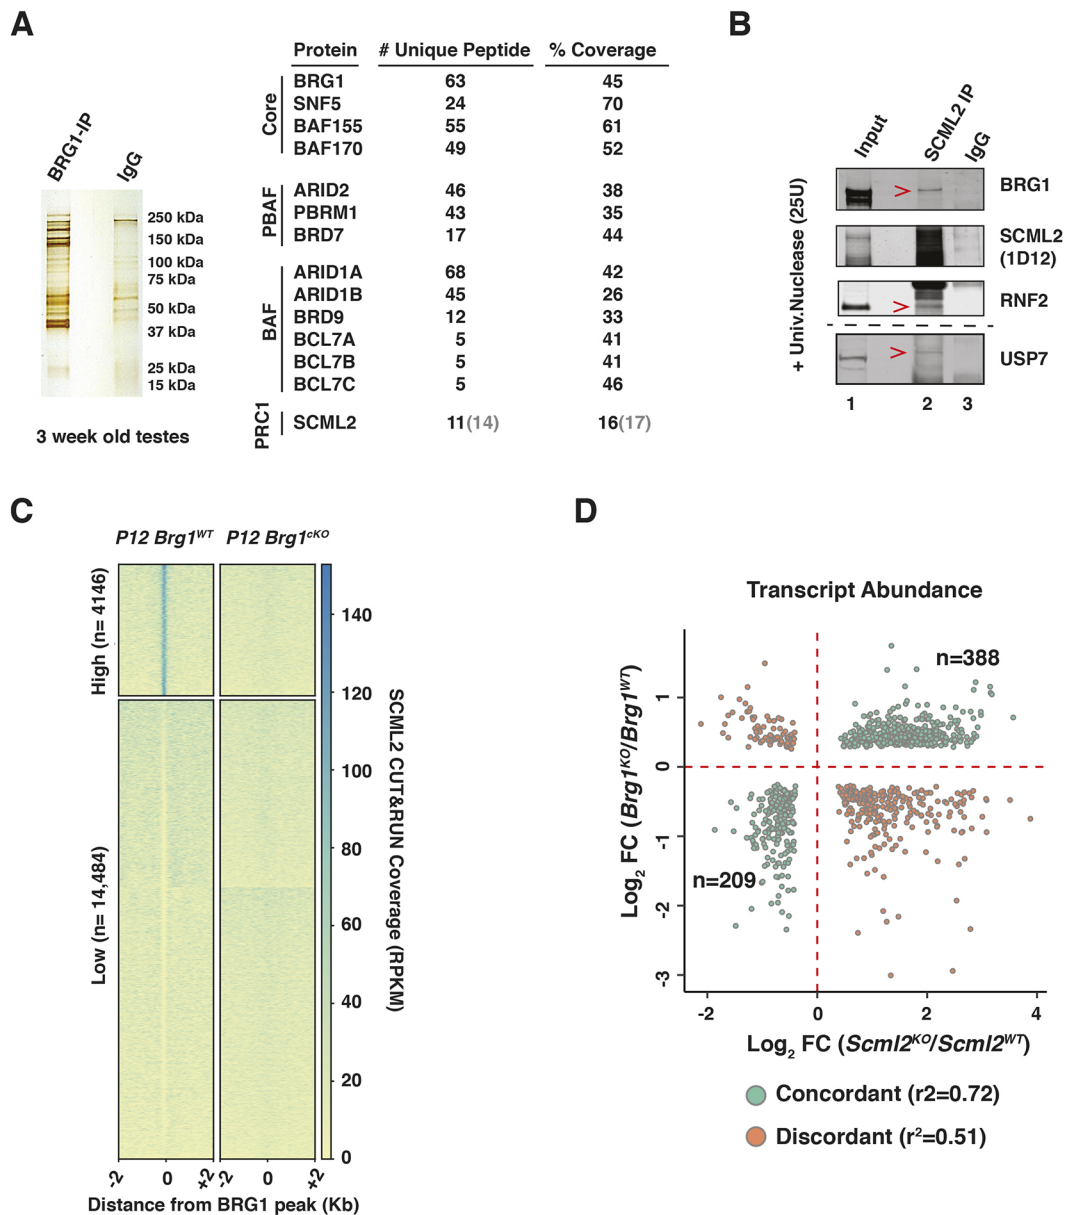 A
BRG1-IP
IgG
250 kDa
150 kDa
100 kDa
75 kDa
50 kDa
37 kDa
25 kDa
15 kDa
3 week old testes
Protein # Unique Peptide % Coverage
Core
BRG1 63 45
SNF5 24 70
BAF155 55 61
BAF170 49 52
PBAF
ARID2 46 38
PBRM1 43 35
BRD7 17 44
BAF
ARID1A 68 42
ARID1B 45 26
BRD9 12 33
BCL7A 5 41
BCL7B 5 41
BCL7C 5 46
PRC1
SCML2 11(14) 16(17)
B
Input
SCML2 IP
IgG
+ Univ.Nuclease (25U)
> BRG1
SCML2
(1D12)
> RNF2
> USP7
1 2 3
C
P12 Brg1WT P12 Brg1cKO
High (n= 4146)
Low (n= 14,484)
140
120
100
80
60
40
20
0
SCML2 CUT&RUN Coverage (RPKM)
-2 0 +2 -2 0 +2
Distance from BRG1 peak (Kb)
D
Transcript Abundance
n=388
n=209
1
0
-1
-2
-3
Log2 FC (Brg1KO/Brg1WT)
-2 0 2 4
Log2 FC (Scml2KO/Scml2WT)
Concordant (r2=0.72)
Discordant (r2=0.51)